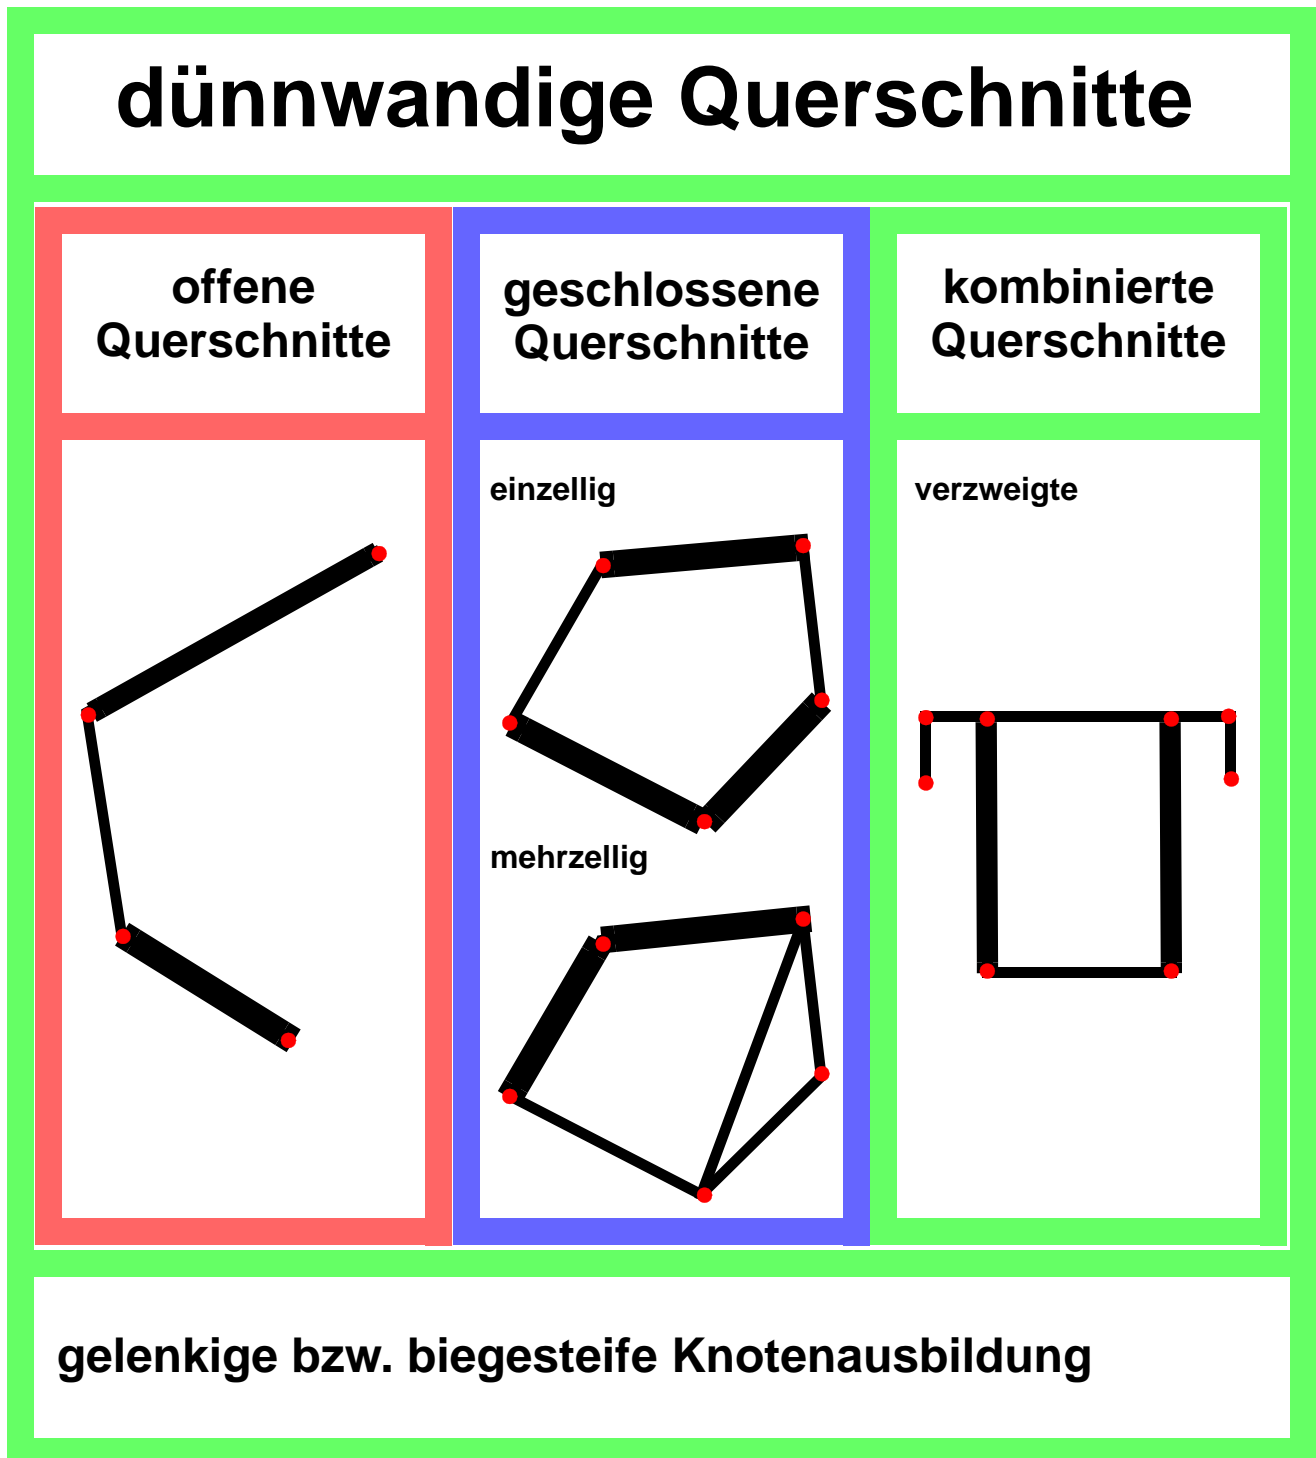 dünnwandige Querschnitte
offene
Querschnitte
geschlossene
Querschnitte
kombinierte
Querschnitte
einzellig
mehrzellig
verzweigte
gelenkige bzw. biegesteife Knotenausbildung